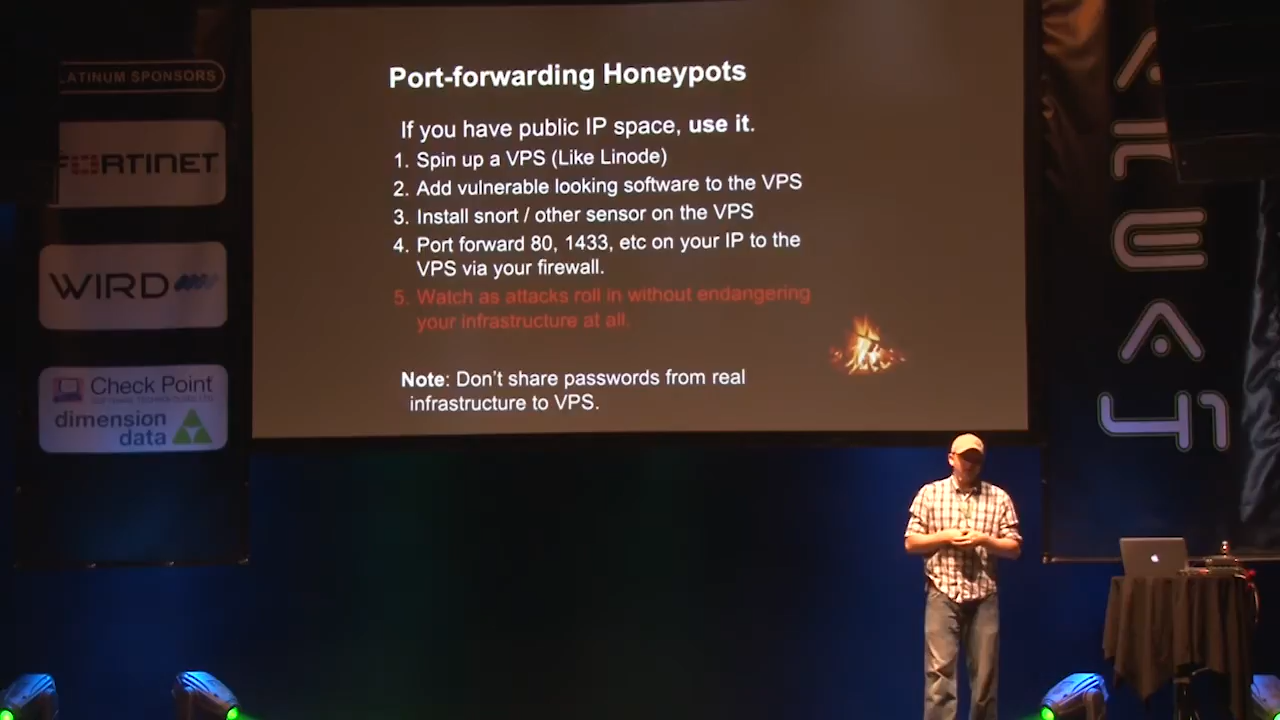 Port-forwarding Honeypots
If you have public IP space, use it.
1. Spin up a VPS (Like Linode)
2. Add vulnerable looking software to the VPS
3. Install snort / other sensor on the VPS
4. Port forward 80, 1433, etc on your IP to the
VPS via your firewall.
5. Watch as attacks roll in without endangering
your infrastructure at all.
Note: Don't share passwords from real
infrastructure to VPS.
LATINUM SPONSORS
FORTINET
WIRD
Check Point
dimension
data
AREA
41